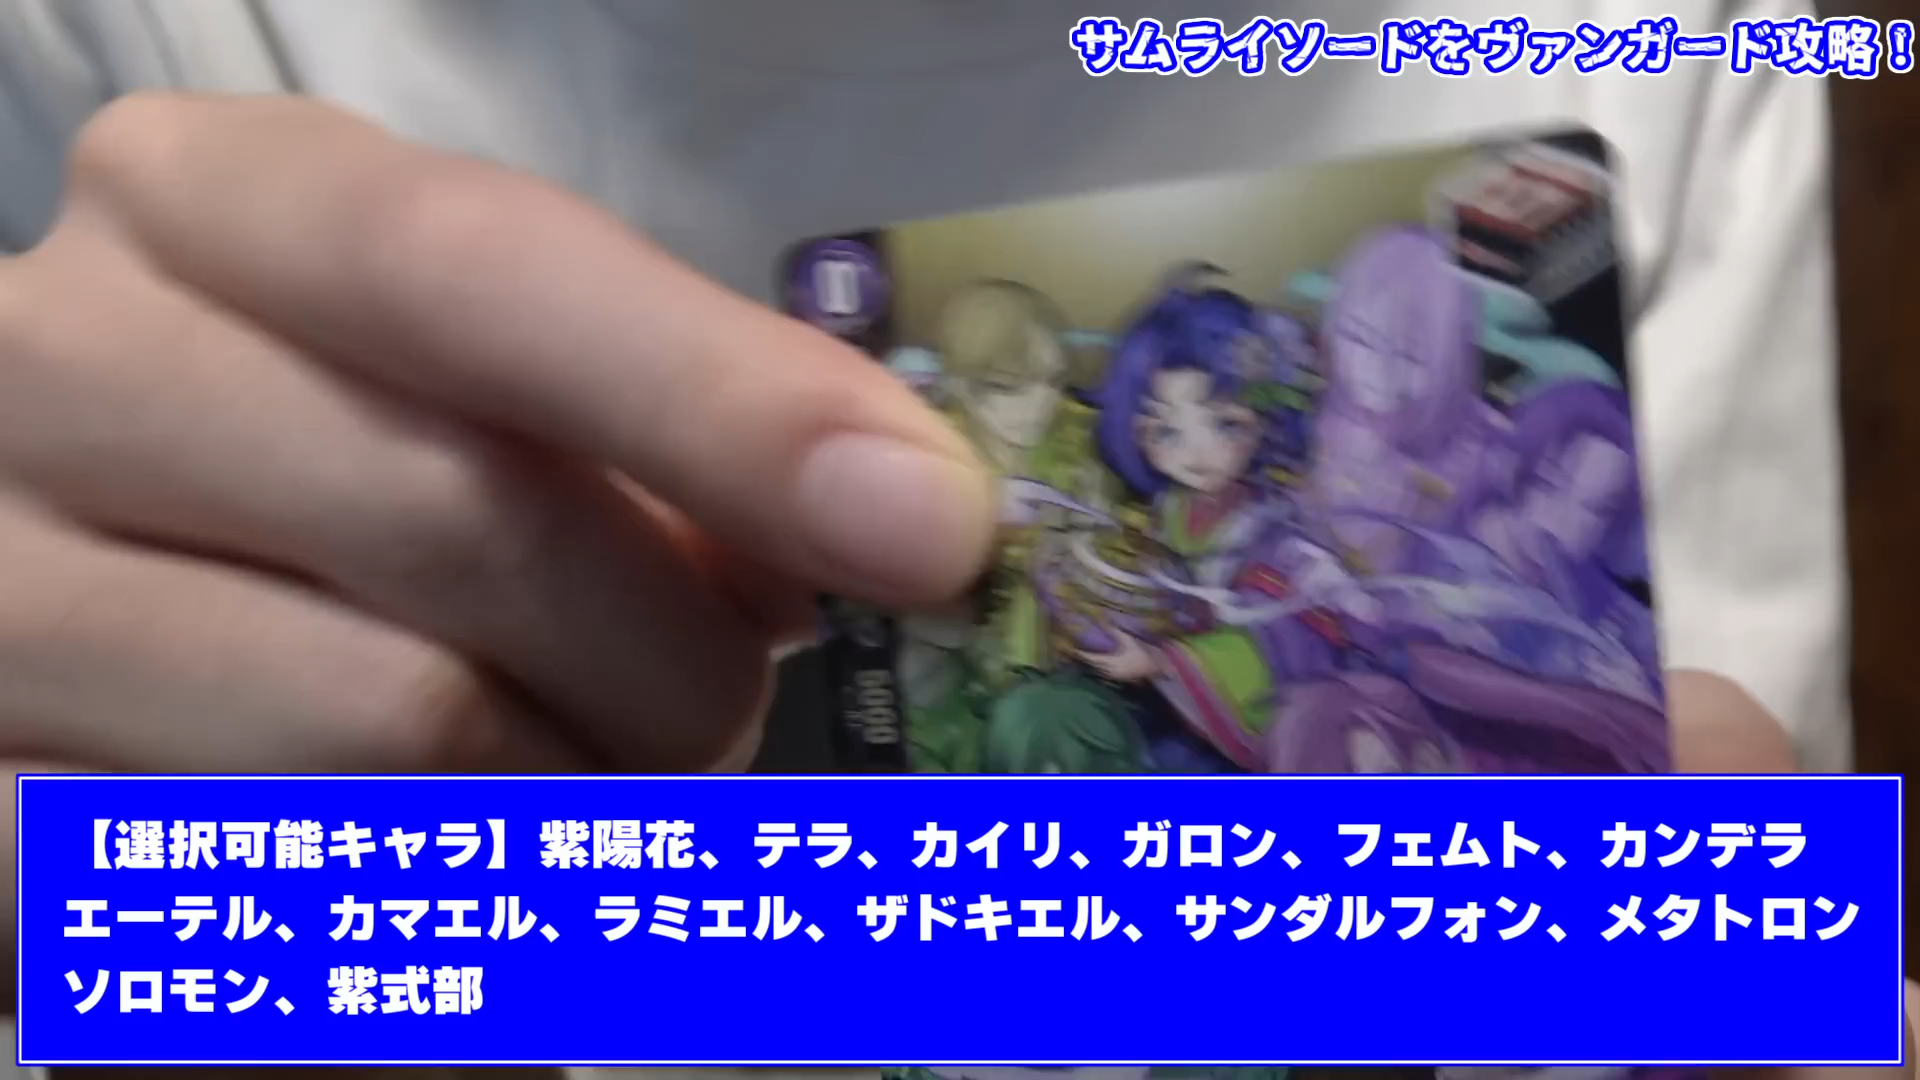 サムライソードをヴァンガード攻略！
II
5000
【選択可能キャラ】紫陽花、テラ、カイリ、ガロン、フェムト、カンデラ
エーテル、カマエル、ラミエル、ザドキエル、サンダルフォン、メタトロン
ソロモン、紫式部